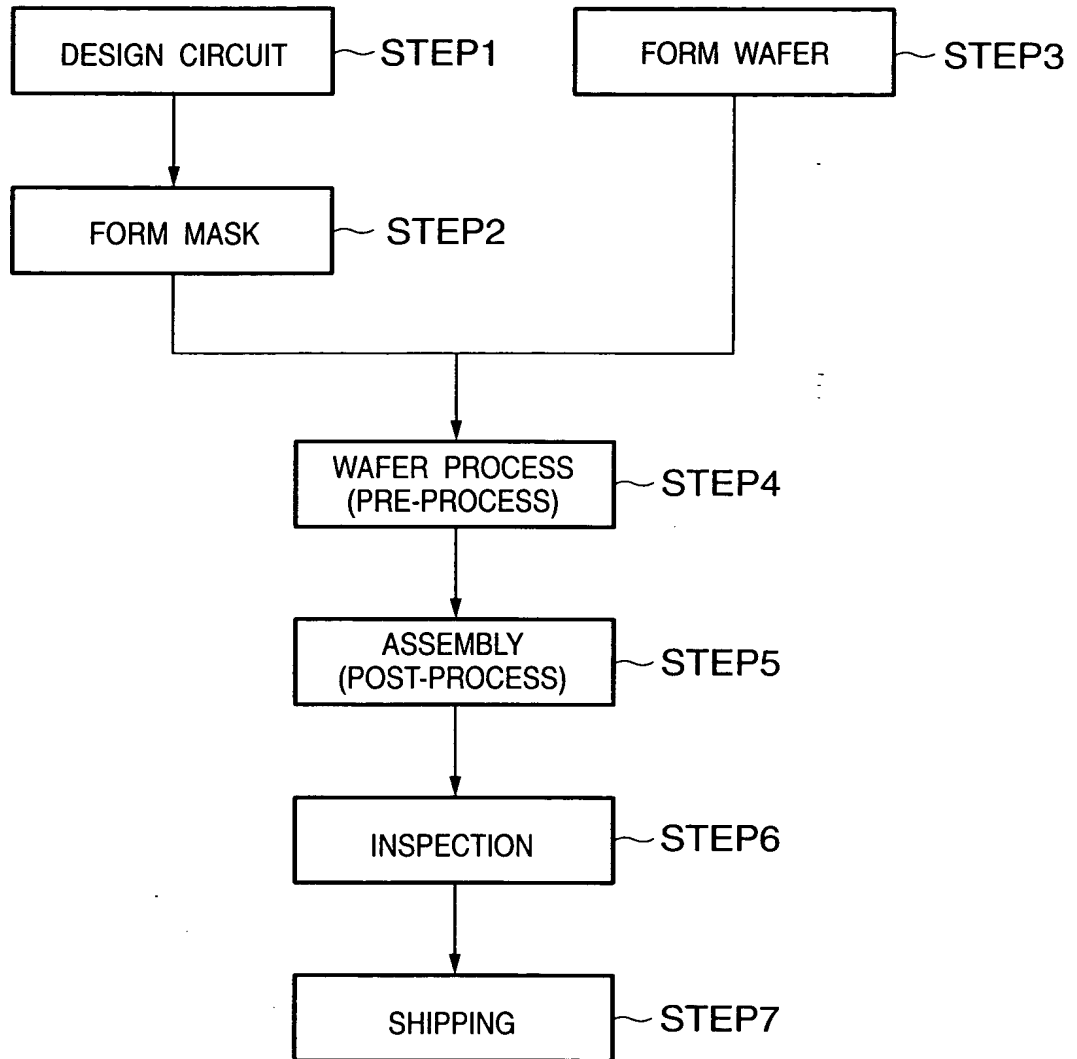 DESIGN CIRCUIT
STEP1
FORM WAFER
STEP3
FORM MASK
STEP2
WAFER PROCESS
(PRE-PROCESS)
STEP4
ASSEMBLY
(POST-PROCESS)
STEP5
INSPECTION
STEP6
SHIPPING
STEP7